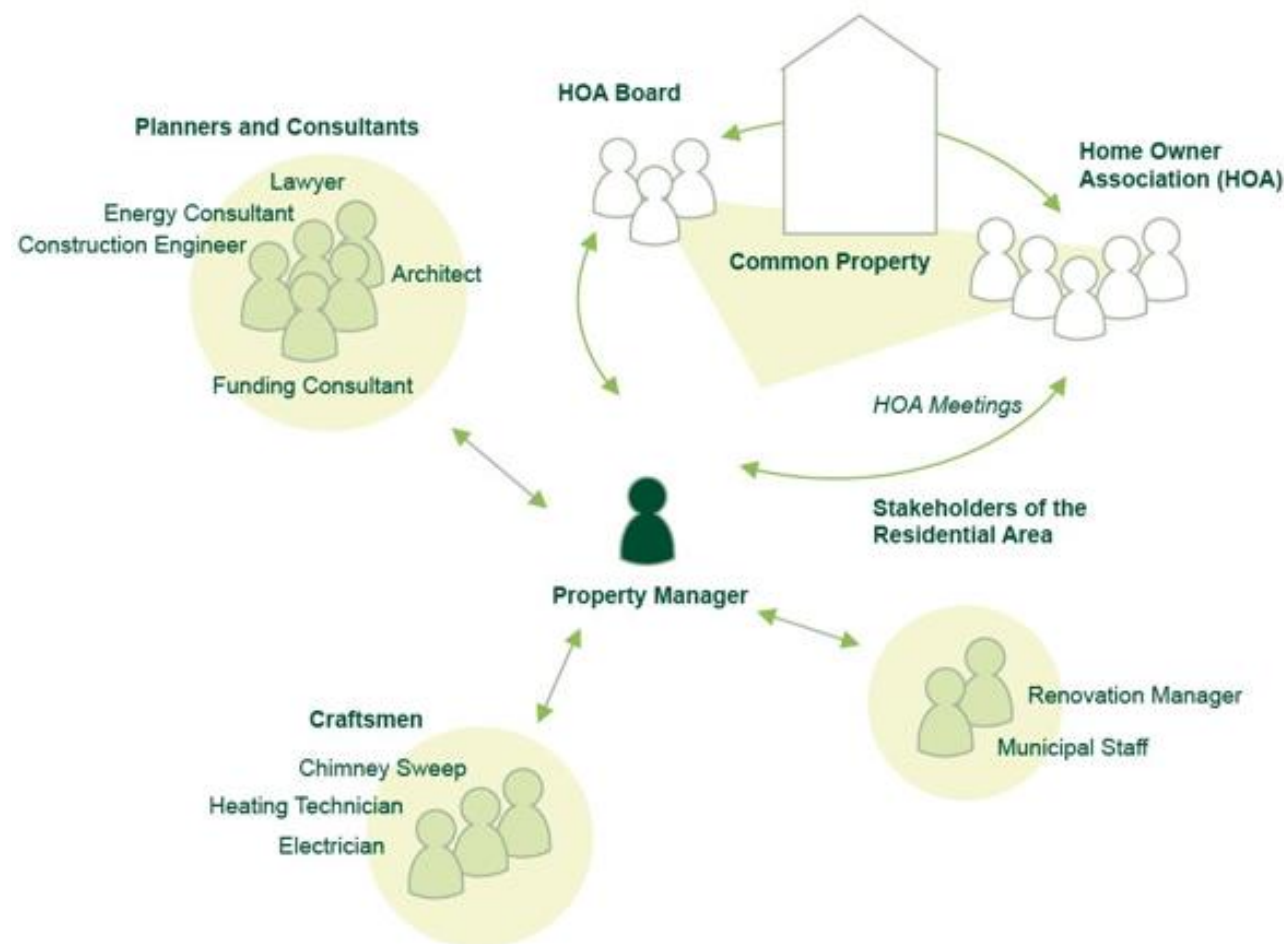 HOA Board
Planners and Consultants
Lawyer
Energy Consultant
Construction Engineer
Architect
Funding Consultant
Home Owner
Association (HOA)
Common Property
HOA Meetings
Stakeholders of the
Residential Area
Property Manager
Renovation Manager
Municipal Staff
Craftsmen
Chimney Sweep
Heating Technician
Electrician